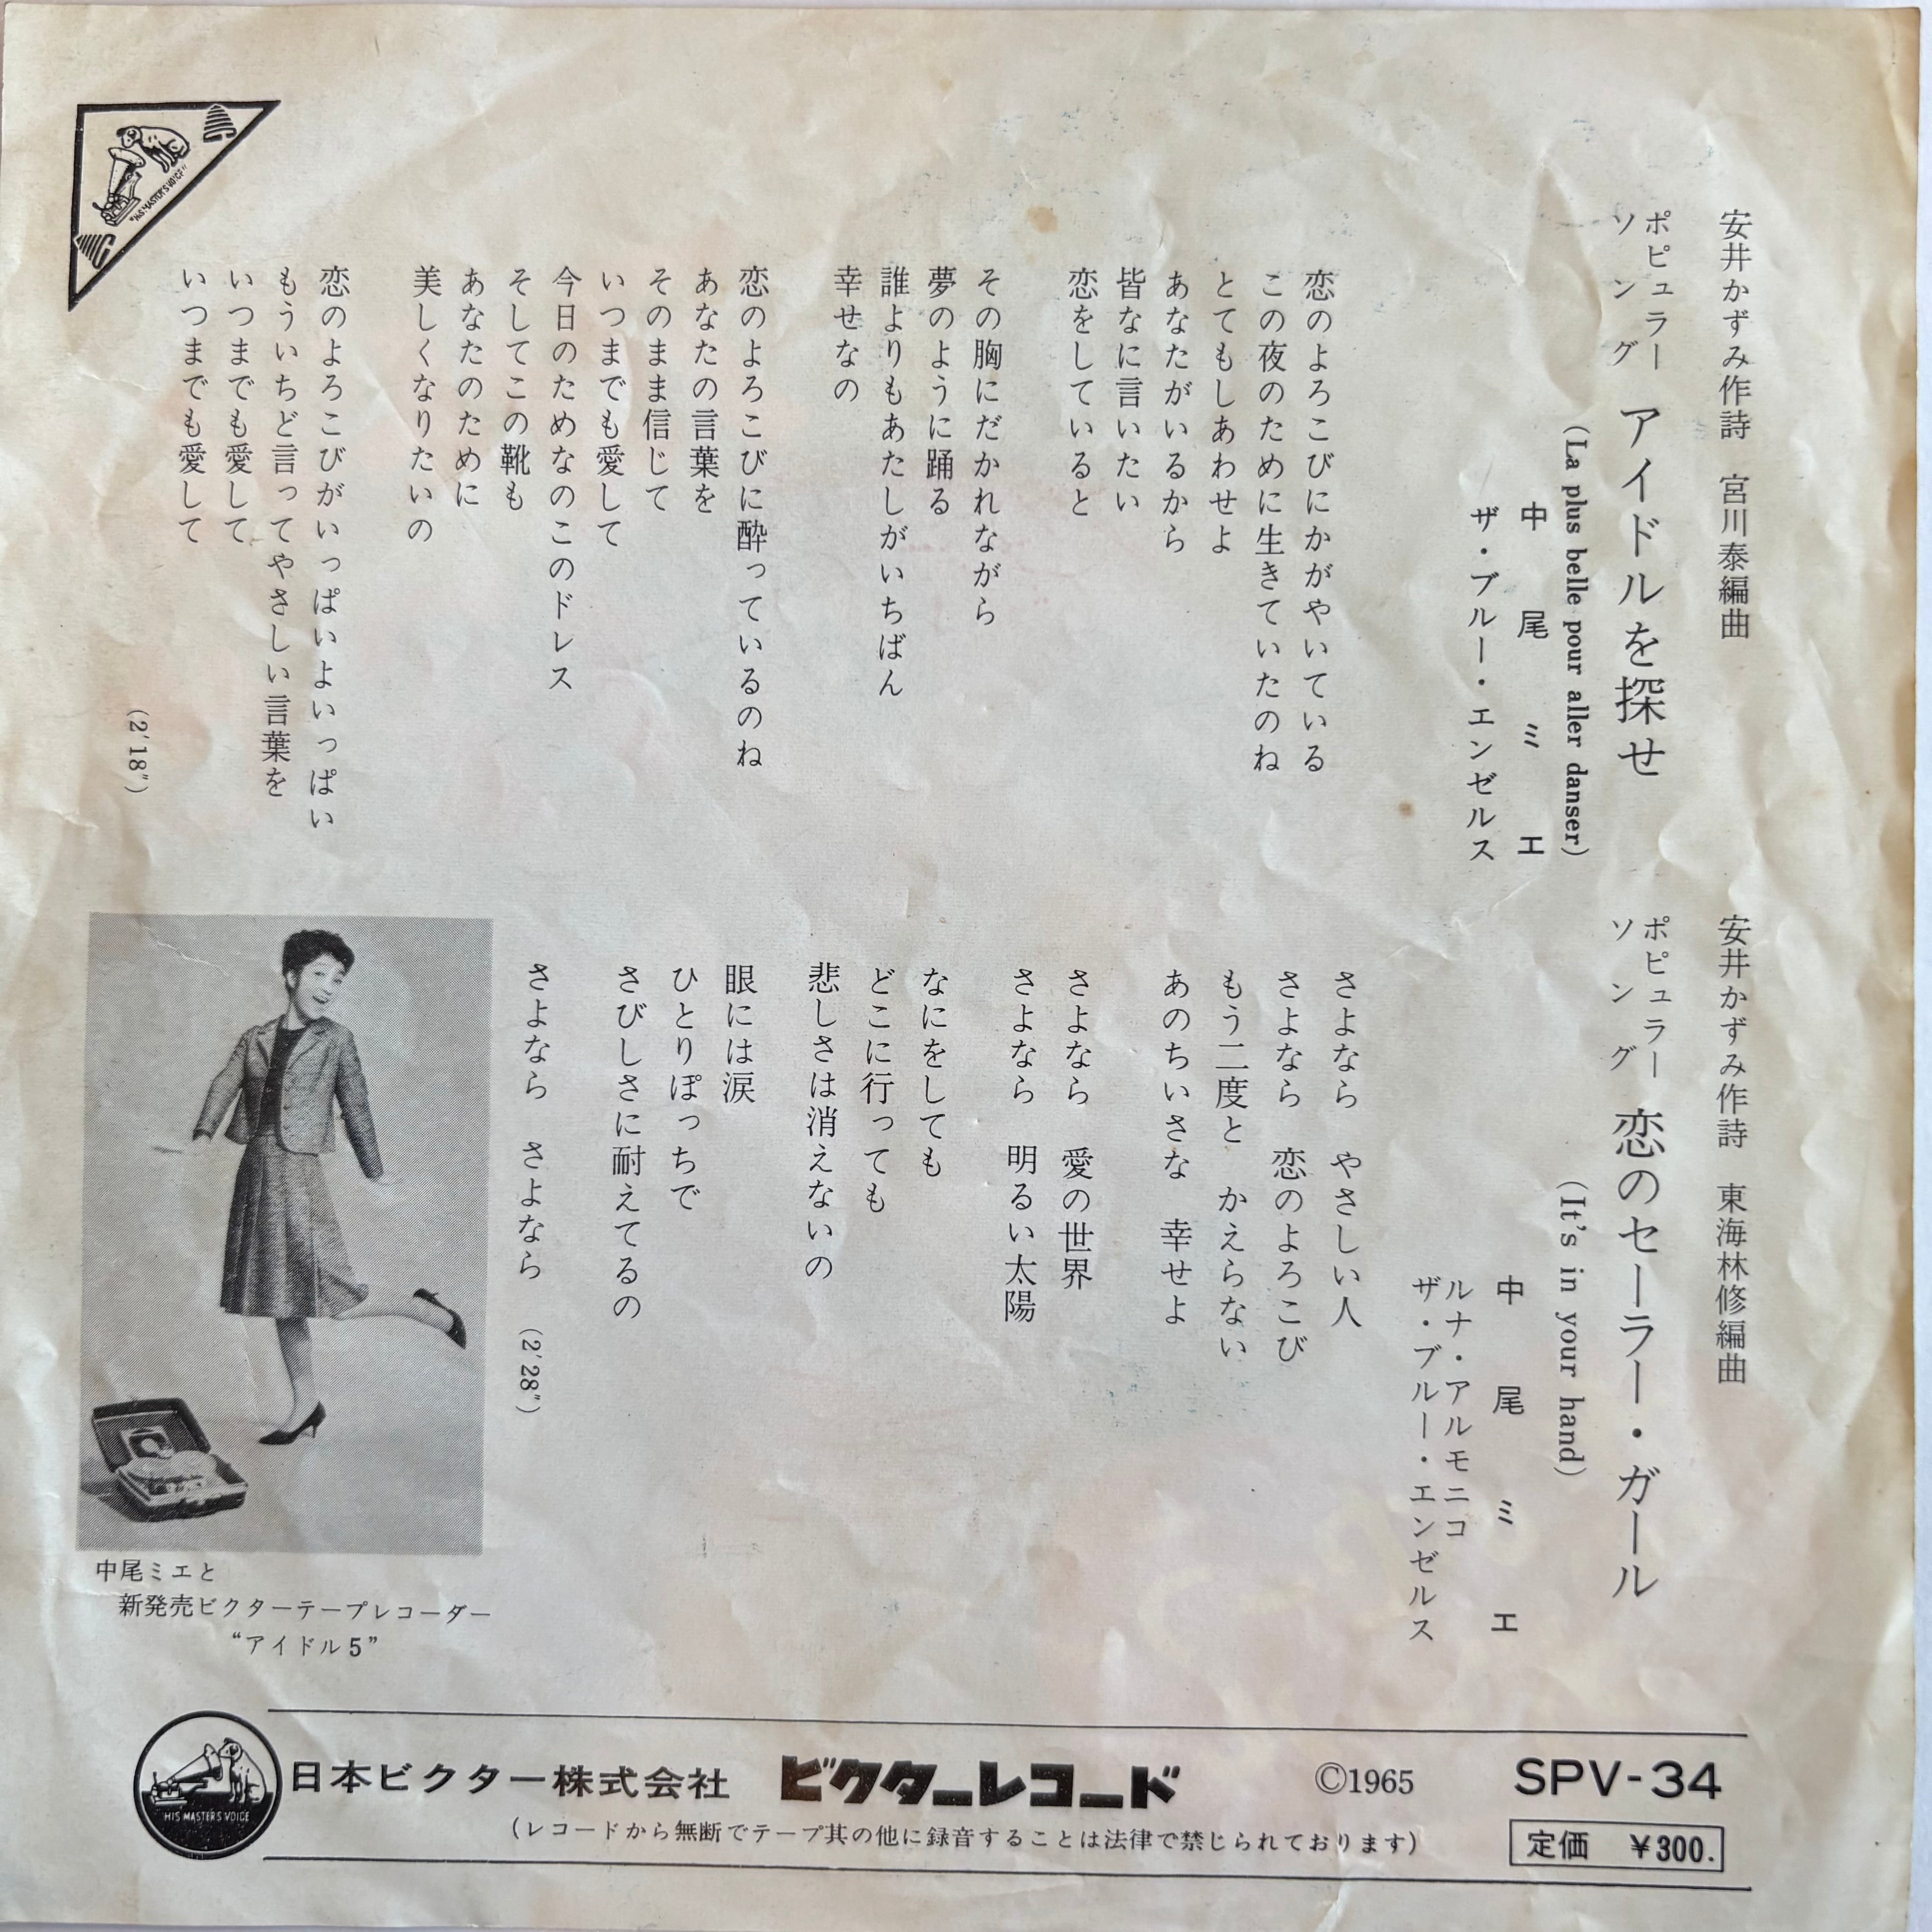 安井かずみ作詩　宮川泰編曲
ポピュラー
ソング
アイドルを探せ
(La plus belle pour aller danser)
中尾ミエ
ザ・ブルー・エンゼルス
恋のよろこびにかがやいている
この夜のために生きていたのね
とてもしあわせよ
あなたがいるから
皆なに言いたい
恋をしていると
その胸にだかれながら
夢のように踊る
誰よりもあたしがいちばん
幸せなの
恋のよろこびに酔っているのね
あなたの言葉を
そのまま信じて
いつまでも愛して
今日のためなのこのドレス
そしてこの靴も
あなたのために
美しくなりたいの
恋のよろこびがいっぱいよいっぱい
もういちど言ってやさしい言葉を
いつまでも愛して
いつまでも愛して
(2′18″)
安井かずみ作詩　東海林修編曲
ポピュラー
ソング
恋のセーラー・ガール
(It's in your hand)
中尾ミエ
ルナ・アルモニコ
ザ・ブルー・エンゼルス
さよなら　やさしい人
さよなら　恋のよろこび
もう二度と　かえらない
あのちいさな　幸せよ
さよなら　愛の世界
さよなら　明るい太陽
なにをしても
どこに行っても
悲しさは消えないの
眼には涙
ひとりぽっちで
さびしさに耐えてるの
さよなら　さよなら　(2′28″)
"HIS MASTER'S VOICE"
中尾ミエと
新発売ビクターテープレコーダー
“アイドル5”
HIS MASTER'S VOICE
日本ビクター株式会社　ビクターレコード　©1965　SPV-34
(レコードから無断でテープ其の他に録音することは法律で禁じられております)
定価　¥300.